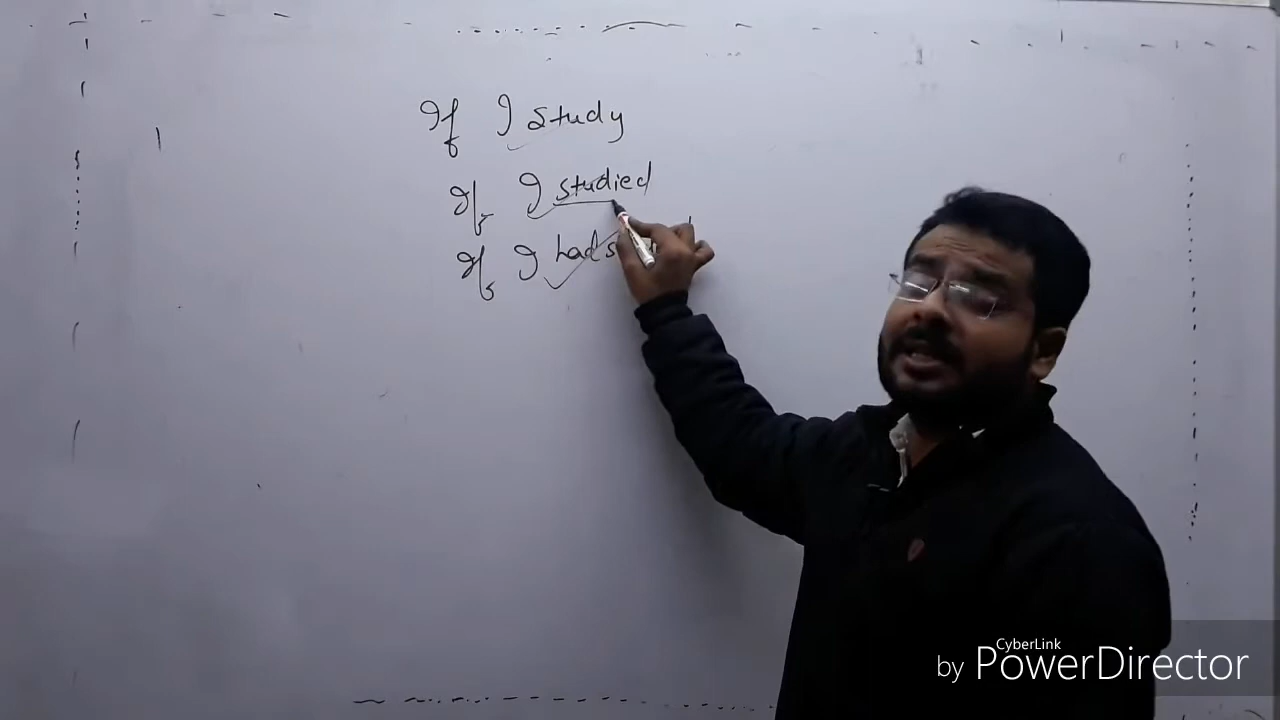 If I study
If I studied
If I had
CyberLink
by PowerDirector